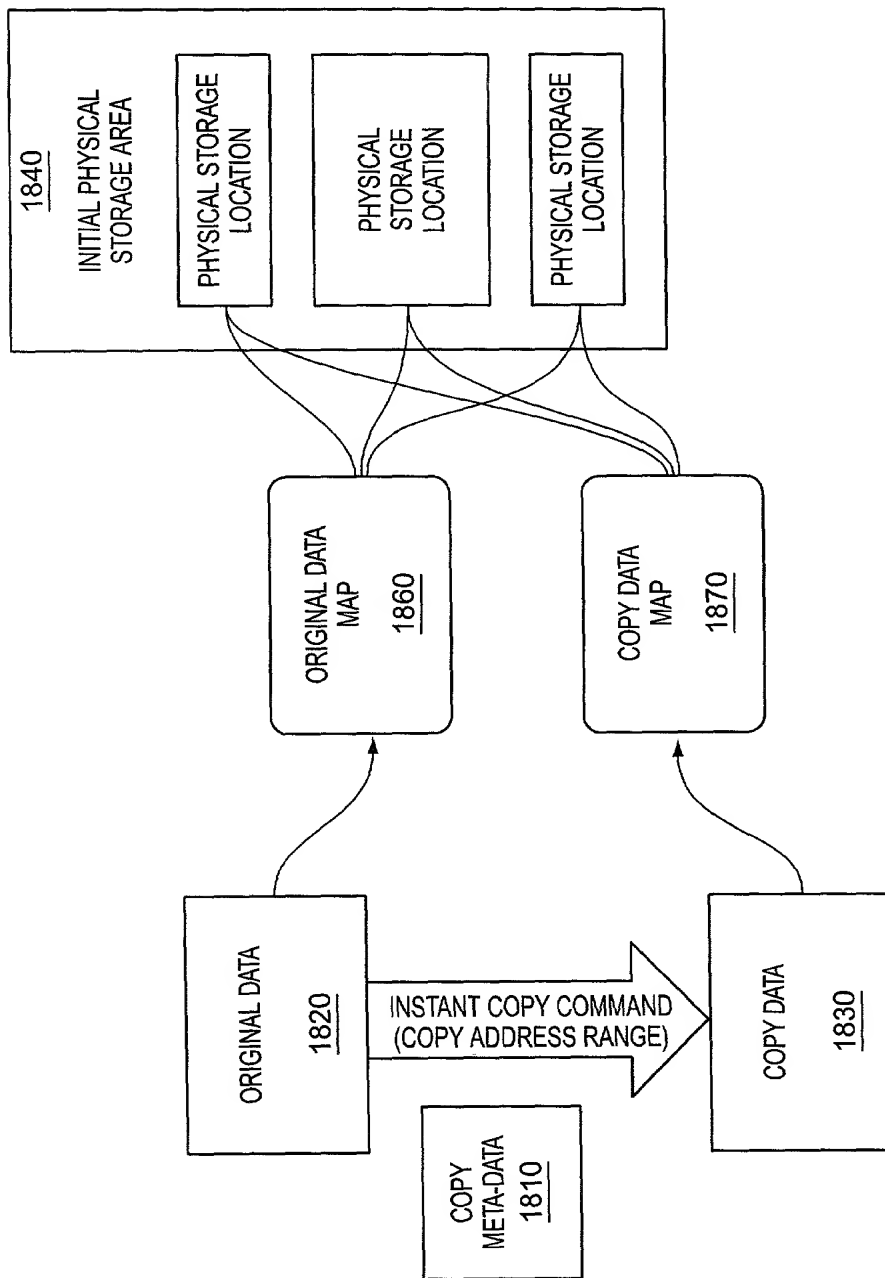 COPY
META-DATA
1810
ORIGINAL DATA
1820
INSTANT COPY COMMAND
(COPY ADDRESS RANGE)
COPY DATA
1830
ORIGINAL DATA
MAP
1860
COPY DATA
MAP
1870
1840
INITIAL PHYSICAL
STORAGE AREA
PHYSICAL STORAGE
LOCATION
PHYSICAL
STORAGE
LOCATION
PHYSICAL STORAGE
LOCATION